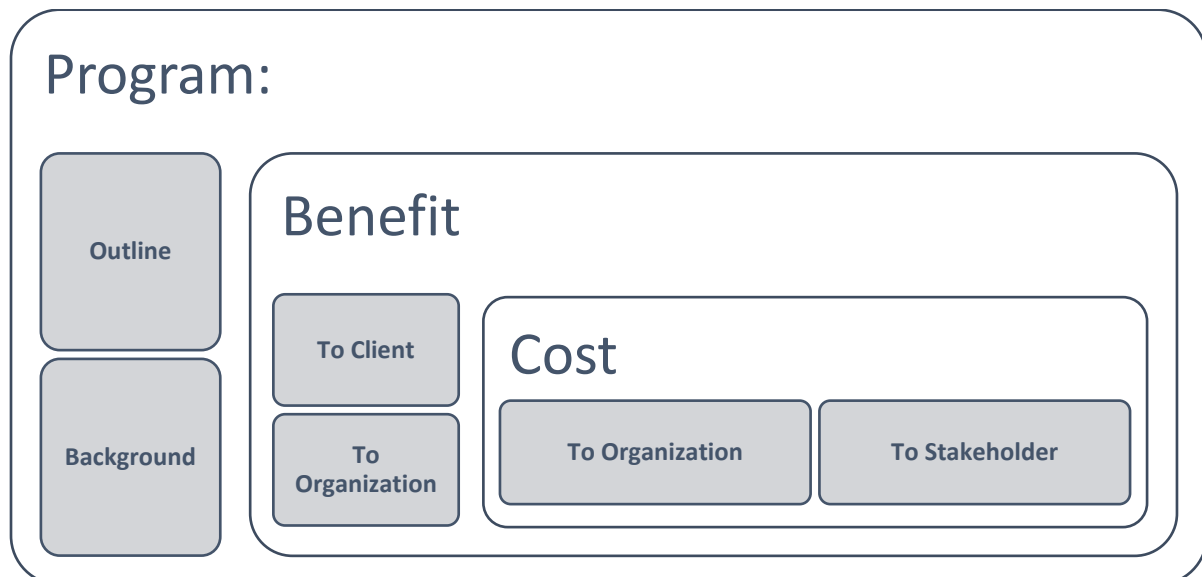 Program:
Outline
Background
Benefit
To Client
To
Organization
Cost
To Organization
To Stakeholder